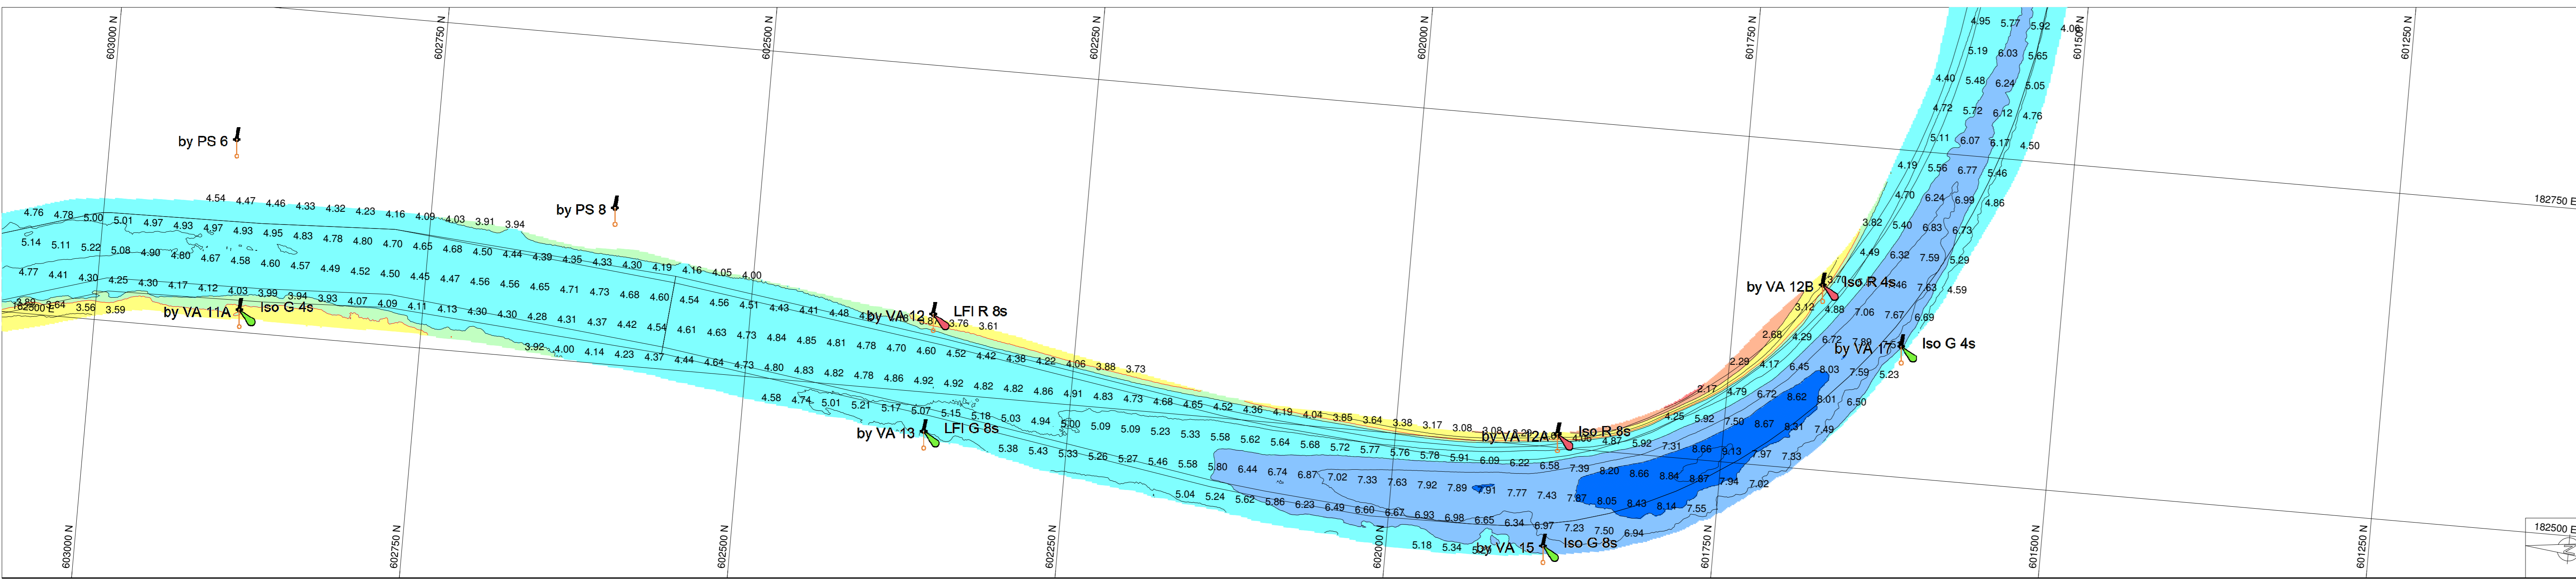 603000 N
602750 N
602500 N
602250 N
602000 N
601750 N
601500 N
601250 N
4.95 5.77 5.92 4.06
5.19 6.03 5.65
4.40 5.48 6.24 5.05
4.72 5.72 6.12 4.76
5.11 6.07 6.17 4.50
by PS 6
4.19 5.56 6.77 5.46
4.70 6.24 6.99 4.86
182750 E
by PS 8
4.54 4.47 4.46 4.33 4.32 4.23 4.16 4.09 4.03 3.91 3.94
3.82 5.40 6.83 6.73
4.76 4.78 5.00 5.01 4.97 4.93 4.97 4.93 4.95 4.83 4.78 4.80 4.70 4.65 4.68 4.50 4.44 4.39 4.35 4.33 4.30 4.19 4.16 4.05 4.00
4.49 6.32 7.59 5.29
5.14 5.11 5.22 5.08 4.90 4.80 4.67 4.58 4.60 4.57 4.49 4.52 4.50 4.45 4.47 4.56 4.56 4.65 4.71 4.73 4.68 4.60 4.54 4.56 4.51 4.43 4.41 4.48
by VA 12B
3.70
Iso R 4s
7.63 4.59
4.77 4.41 4.30 4.25 4.30 4.17 4.12 4.03 3.99 3.94 3.93 4.07 4.09 4.11 4.13 4.30 4.30 4.28 4.31 4.37 4.42 4.54 4.61 4.63 4.73 4.84 4.85 4.81 4.78 4.70 4.60 4.52 4.42 4.38 4.22 4.06 3.88 3.73
3.89 3.64 3.56 3.59
182500 E
by VA 11A
Iso G 4s
by VA 12
LFl R 8s
3.87 3.76 3.61
3.12 4.88 7.06 7.67 6.69
2.68 4.29 6.72
by VA 17
Iso G 4s
2.29 4.17 6.45 8.03 7.59 5.23
3.92 4.00 4.14 4.23 4.37 4.44 4.64 4.73 4.80 4.83 4.82 4.78 4.86 4.92 4.92 4.82 4.82 4.86 4.91 4.83 4.73 4.68 4.65 4.52 4.36 4.19 4.04 3.85 3.64 3.38 3.17 3.08 3.08
2.17 4.79 6.72 8.62 8.01 6.50
4.58 4.74 5.01 5.21 5.17 5.07 5.15 5.18 5.03 4.94 5.00 5.09 5.09 5.23 5.33 5.58 5.62 5.64 5.68 5.72 5.77 5.76 5.78 5.91 6.09 6.22 6.58 7.39 8.20 8.66 8.84 8.87 7.94 7.02
4.25 5.92 7.50 8.67 8.31 7.49
by VA 13
LFl G 8s
by VA 12A
Iso R 8s
4.06 4.87 5.92 7.31 8.66 9.13 7.97 7.33
5.38 5.43 5.33 5.26 5.27 5.46 5.58 5.80 6.44 6.74 6.87 7.02 7.33 7.63 7.92 7.89 7.91 7.77 7.43 7.87 8.05 8.43 8.14 7.55
5.04 5.24 5.62 5.86 6.23 6.49 6.60 6.67 6.93 6.98 6.65 6.34 6.97 7.23 7.50 6.94
5.18 5.34
by VA 15
Iso G 8s
182500 E
603000 N
602750 N
602500 N
602250 N
602000 N
601750 N
601500 N
601250 N